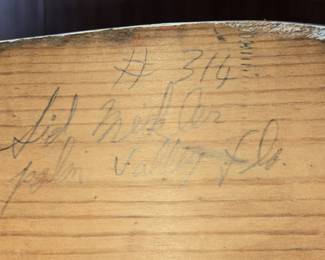 # 314
Sid Mickler
palm Valley Fla.